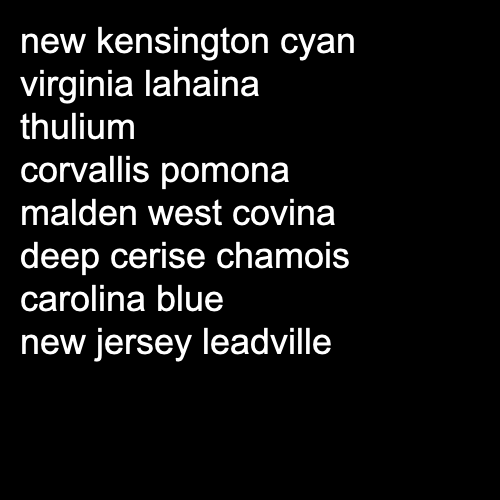 new kensington cyan
virginia lahaina
thulium
corvallis pomona
malden west covina
deep cerise chamois
carolina blue
new jersey leadville